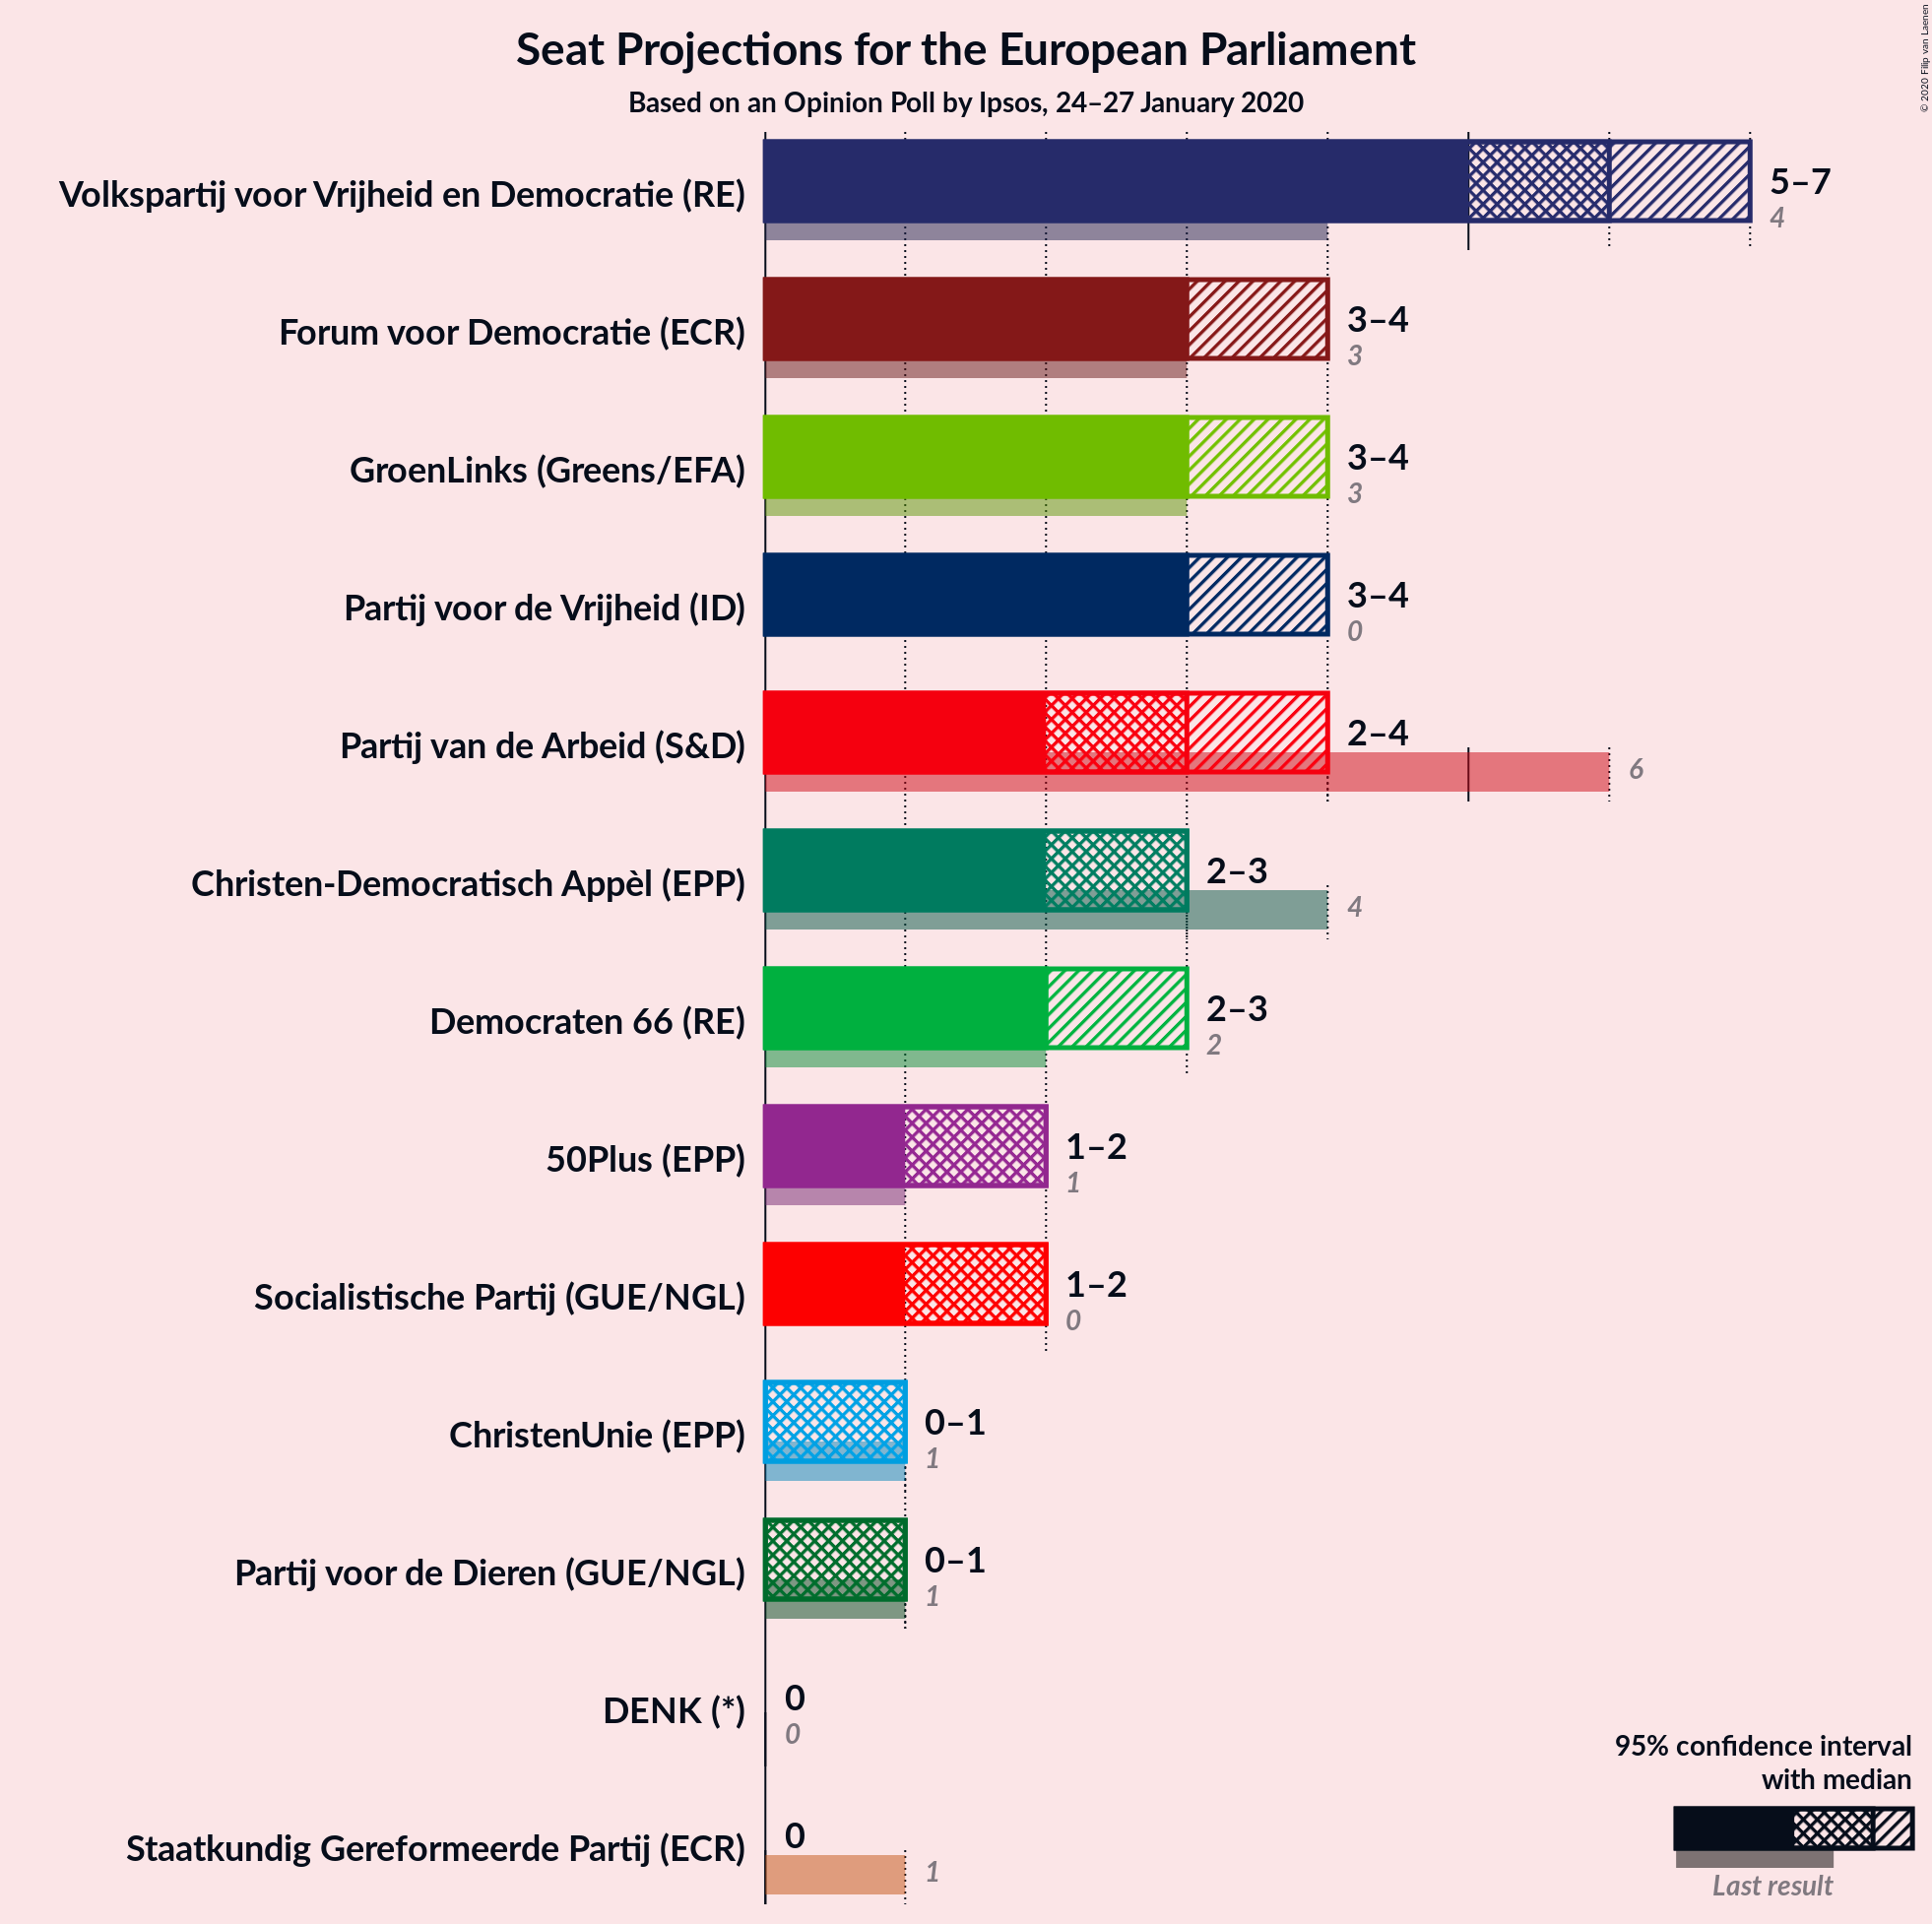 Seat Projections for the European Parliament
Based on an Opinion Poll by Ipsos, 24–27 January 2020
© 2020 Filip van Laenen
Volkspartij voor Vrijheid en Democratie (RE)
5–7
4
Forum voor Democratie (ECR)
3–4
3
GroenLinks (Greens/EFA)
3–4
3
Partij voor de Vrijheid (ID)
3–4
0
Partij van de Arbeid (S&D)
2–4
6
Christen-Democratisch Appèl (EPP)
2–3
4
Democraten 66 (RE)
2–3
2
50Plus (EPP)
1–2
1
Socialistische Partij (GUE/NGL)
1–2
0
ChristenUnie (EPP)
0–1
1
Partij voor de Dieren (GUE/NGL)
0–1
1
DENK (*)
0
0
Staatkundig Gereformeerde Partij (ECR)
0
1
95% confidence interval
with median
Last result